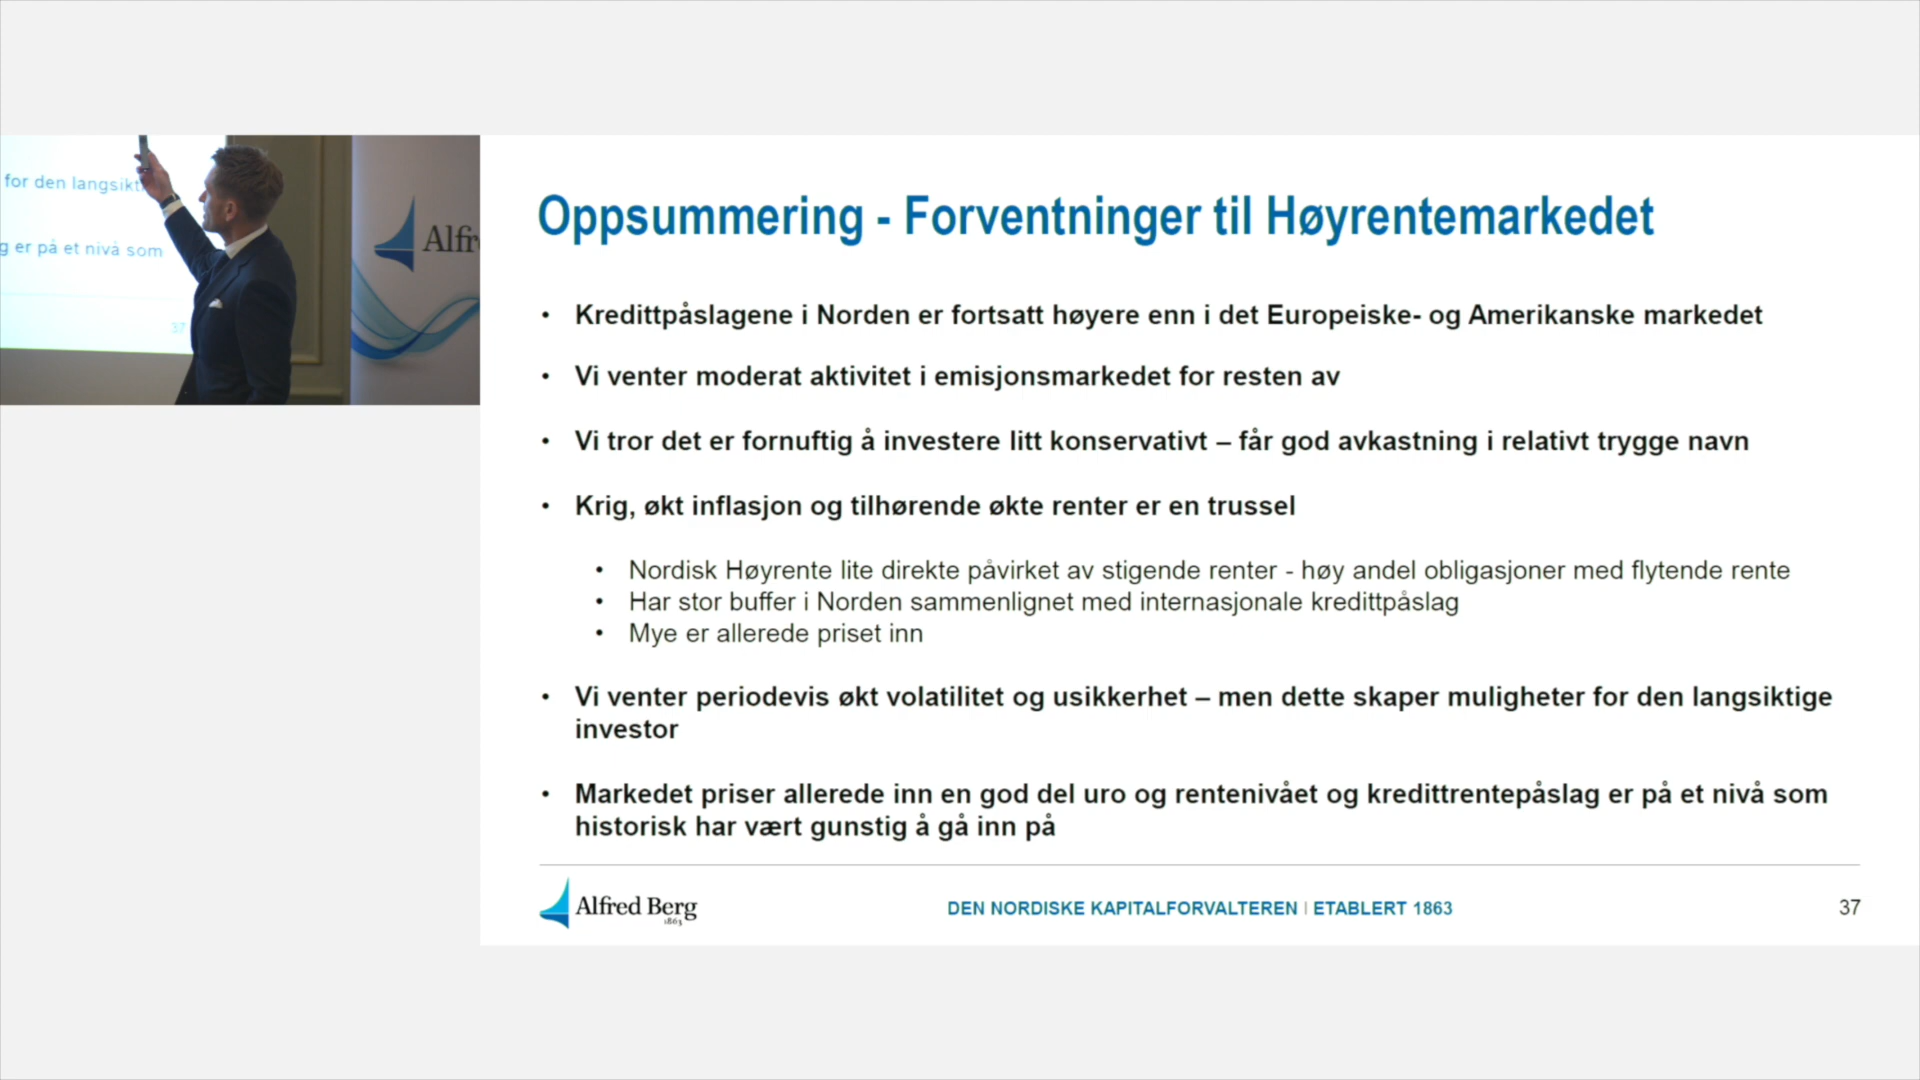 for den langsikt
g er på et nivå som
37
Alfr
Oppsummering - Forventninger til Høyrentemarkedet
• Kredittpåslagene i Norden er fortsatt høyere enn i det Europeiske- og Amerikanske markedet
• Vi venter moderat aktivitet i emisjonsmarkedet for resten av
• Vi tror det er fornuftig å investere litt konservativt – får god avkastning i relativt trygge navn
• Krig, økt inflasjon og tilhørende økte renter er en trussel
• Nordisk Høyrente lite direkte påvirket av stigende renter - høy andel obligasjoner med flytende rente
• Har stor buffer i Norden sammenlignet med internasjonale kredittpåslag
• Mye er allerede priset inn
• Vi venter periodevis økt volatilitet og usikkerhet – men dette skaper muligheter for den langsiktige
investor
• Markedet priser allerede inn en god del uro og rentenivået og kredittrentepåslag er på et nivå som
historisk har vært gunstig å gå inn på
Alfred Berg
1863
DEN NORDISKE KAPITALFORVALTEREN | ETABLERT 1863
37